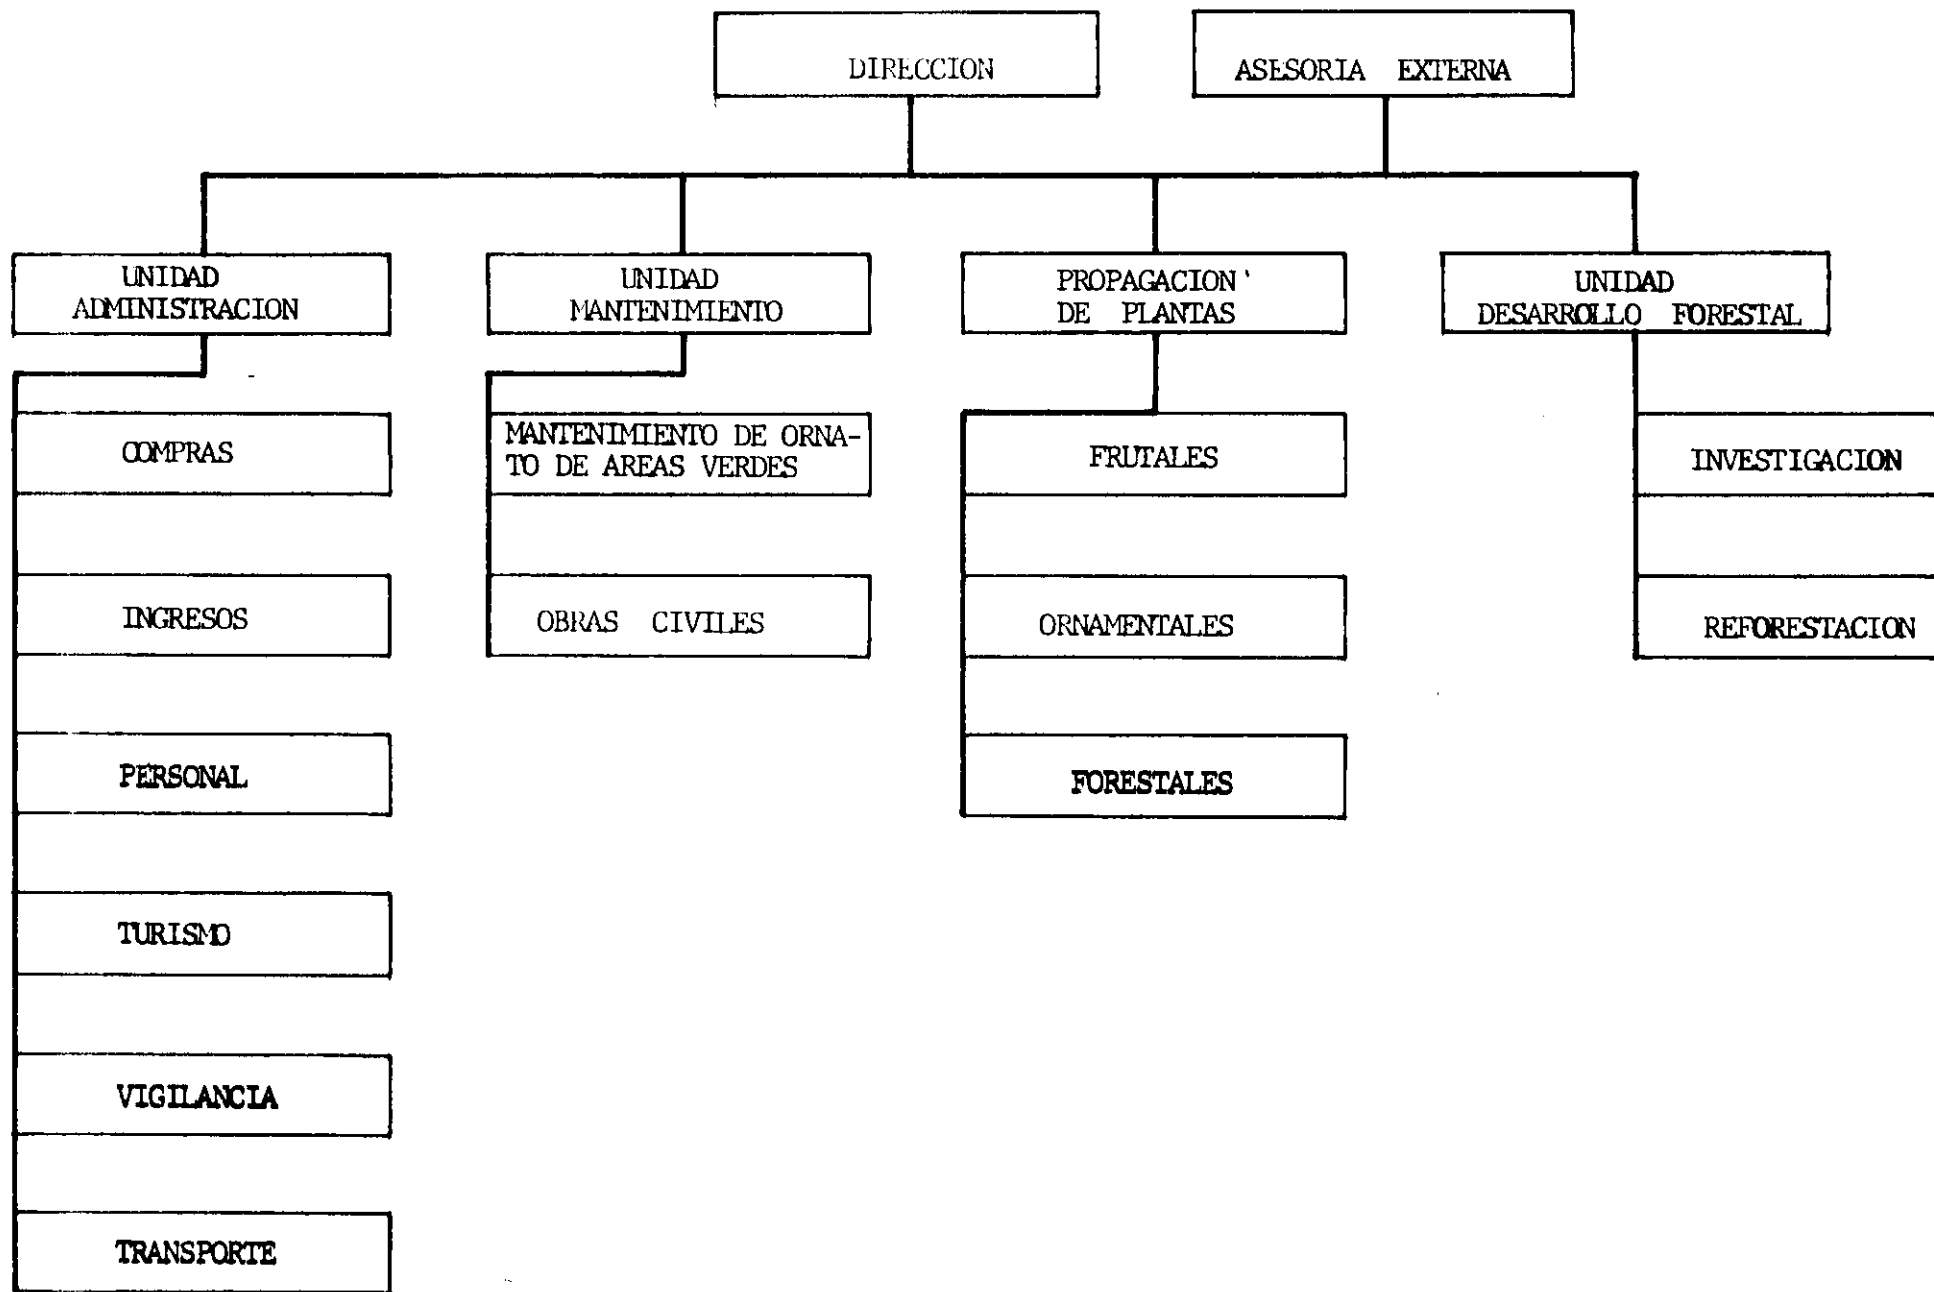 DIRECCION
ASESORIA EXTERNA
UNIDAD
ADMINISTRACION
UNIDAD
MANTENIMIENTO
PROPAGACION
DE PLANTAS
UNIDAD
DESARROLLO FORESTAL
COMPRAS
INGRESOS
PERSONAL
TURISMO
VIGILANCIA
TRANSPORTE
MANTENIMIENTO DE ORNA-
TO DE AREAS VERDES
OBRAS CIVILES
FRUTALES
ORNAMENTALES
FORESTALES
INVESTIGACION
REFORESTACION